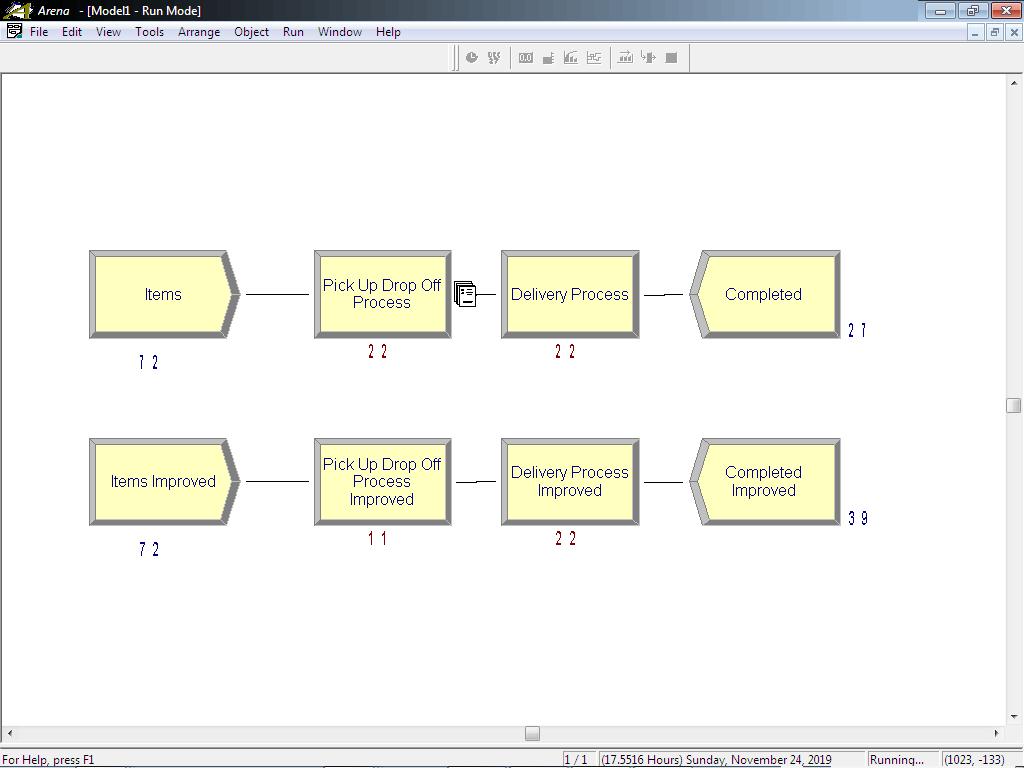 Arena - [Model1 - Run Mode]
File Edit View Tools Arrange Object Run Window Help
0.0
Items
Pick Up Drop Off
Process
Delivery Process
Completed
2 7
7 2
2 2
2 2
Items Improved
Pick Up Drop Off
Process
Improved
Delivery Process
Improved
Completed
Improved
3 9
7 2
1 1
2 2
For Help, press F1
1 / 1
(17.5516 Hours) Sunday, November 24, 2019
Running...
(1023, -133)